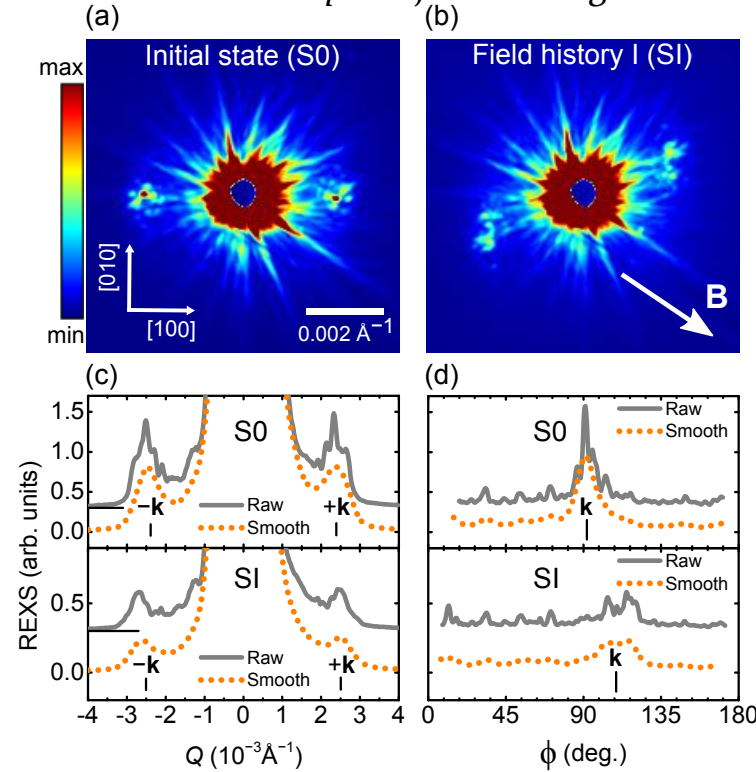 (a)
(b)
Initial state (S0)
Field history I (SI)
max
min
[010]
[100]
0.002 Å⁻¹
B
(c)
(d)
REXS (arb. units)
1.5
1.0
0.5
0.0
S0
−k
+k
Raw
Smooth
S0
Raw
Smooth
k
0.5
0.0
SI
−k
+k
Raw
Smooth
SI
Raw
Smooth
k
-4 -3 -2 -1 0 1 2 3 4
0 45 90 135 180
Q (10⁻³Å⁻¹)
ϕ (deg.)